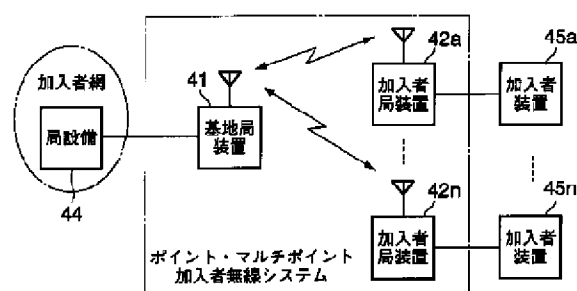 加入者網
局設備
44
41
基地局
装置
42a
加入者
局装置
45a
加入者
装置
42n
加入者
局装置
45n
加入者
装置
ポイント・マルチポイント
加入者無線システム